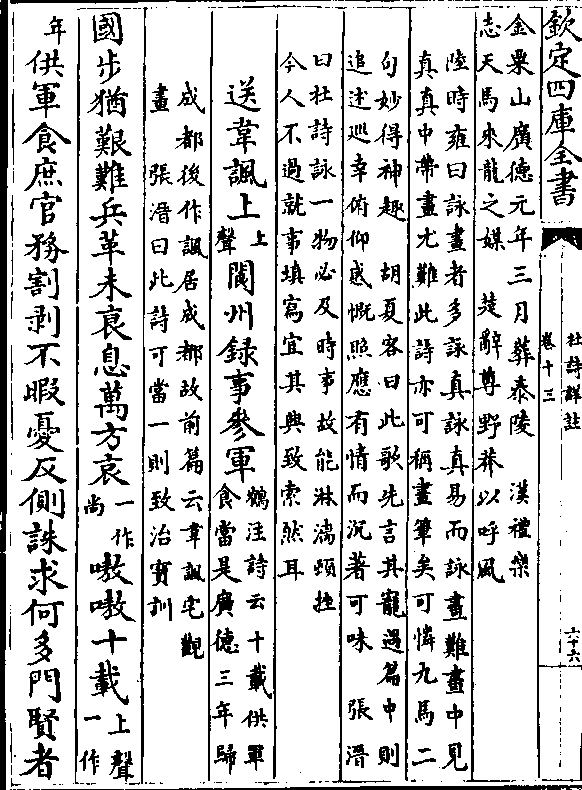 欽定四庫全書
杜詩詳註
卷十三
六十六
金粟山廣德元年三月葬泰陵 漢禮樂
志天馬來龍之媒 楚辭尊野莽以呼風
陸時雍曰詠畫者多詠真詠真易而詠畫難畫中見
真真中帶畫尤難此詩亦可稱畫筆矣可憐九馬二
句妙得神趣 胡夏客曰此歌先言其寵遇篇中則
追述巡幸俯仰感慨照應有情而沉著可味 張溍
曰杜詩詠一物必及時事故能淋漓頓挫
今人不過就事填寫宜其興致索然耳
送韋諷上上聲閬州録事參軍鶴注詩云十載供軍食當是廣德三年歸
成都後作諷居成都故前篇云韋諷宅觀
畫 張溍曰此詩可當一則致治寶訓
國步猶艱難兵革未衰息萬方哀一作尚嗷嗷十載上聲一作
年供軍食庶官務割剥不暇憂反側誅求何多門賢者